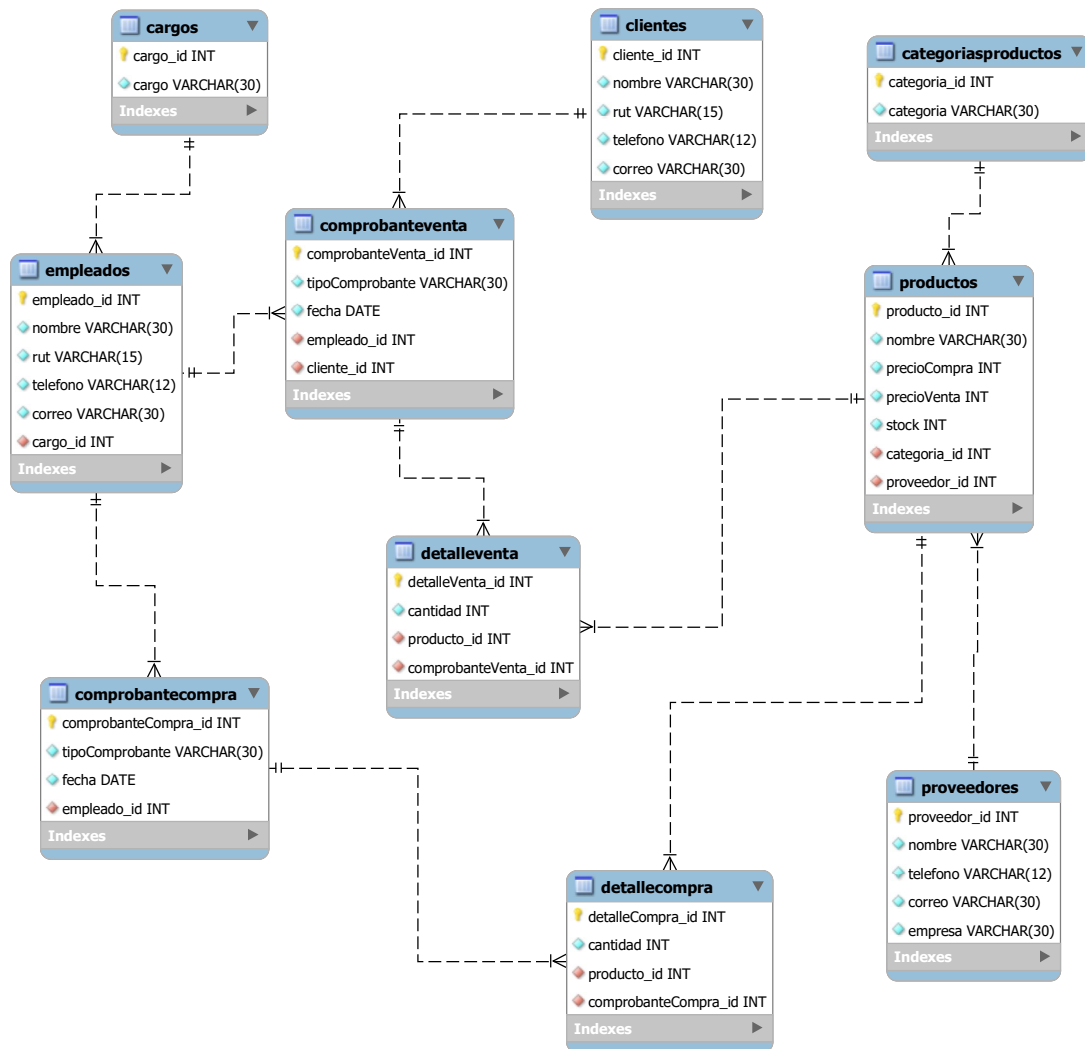 cargos
cargo_id INT
cargo VARCHAR(30)
Indexes
clientes
cliente_id INT
nombre VARCHAR(30)
rut VARCHAR(15)
telefono VARCHAR(12)
correo VARCHAR(30)
Indexes
categoriasproductos
categoria_id INT
categoria VARCHAR(30)
Indexes
comprobanteventa
comprobanteVenta_id INT
tipoComprobante VARCHAR(30)
fecha DATE
empleado_id INT
cliente_id INT
Indexes
empleados
empleado_id INT
nombre VARCHAR(30)
rut VARCHAR(15)
telefono VARCHAR(12)
correo VARCHAR(30)
cargo_id INT
Indexes
productos
producto_id INT
nombre VARCHAR(30)
precioCompra INT
precioVenta INT
stock INT
categoria_id INT
proveedor_id INT
Indexes
detalleventa
detalleVenta_id INT
cantidad INT
producto_id INT
comprobanteVenta_id INT
Indexes
comprobantecompra
comprobanteCompra_id INT
tipoComprobante VARCHAR(30)
fecha DATE
empleado_id INT
Indexes
proveedores
proveedor_id INT
nombre VARCHAR(30)
telefono VARCHAR(12)
correo VARCHAR(30)
empresa VARCHAR(30)
Indexes
detallecompra
detalleCompra_id INT
cantidad INT
producto_id INT
comprobanteCompra_id INT
Indexes